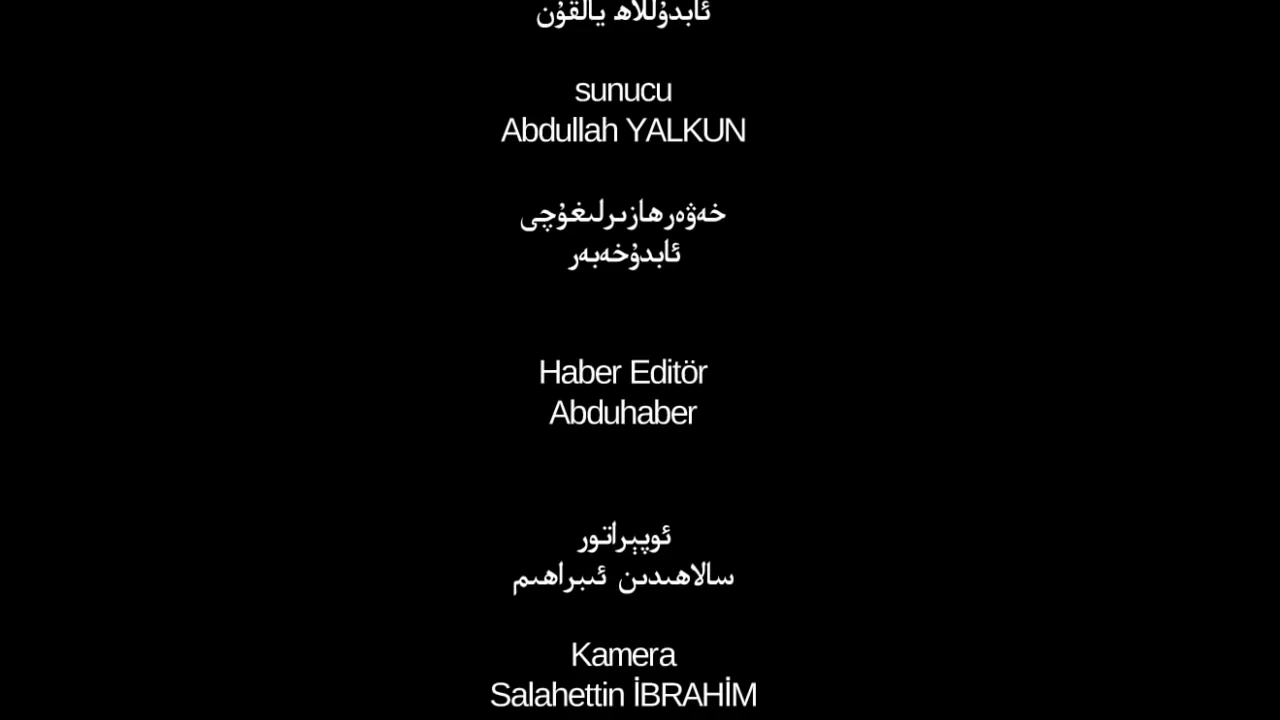 ئابدۇللاھ يالقۇن
sunucu
Abdullah YALKUN
خەۋەرھازىرلىغۇچى
ئابدۇخەبەر
Haber Editör
Abduhaber
ئوپېراتور
سالاھىدىن ئىبراھىم
Kamera
Salahettin İBRAHİM